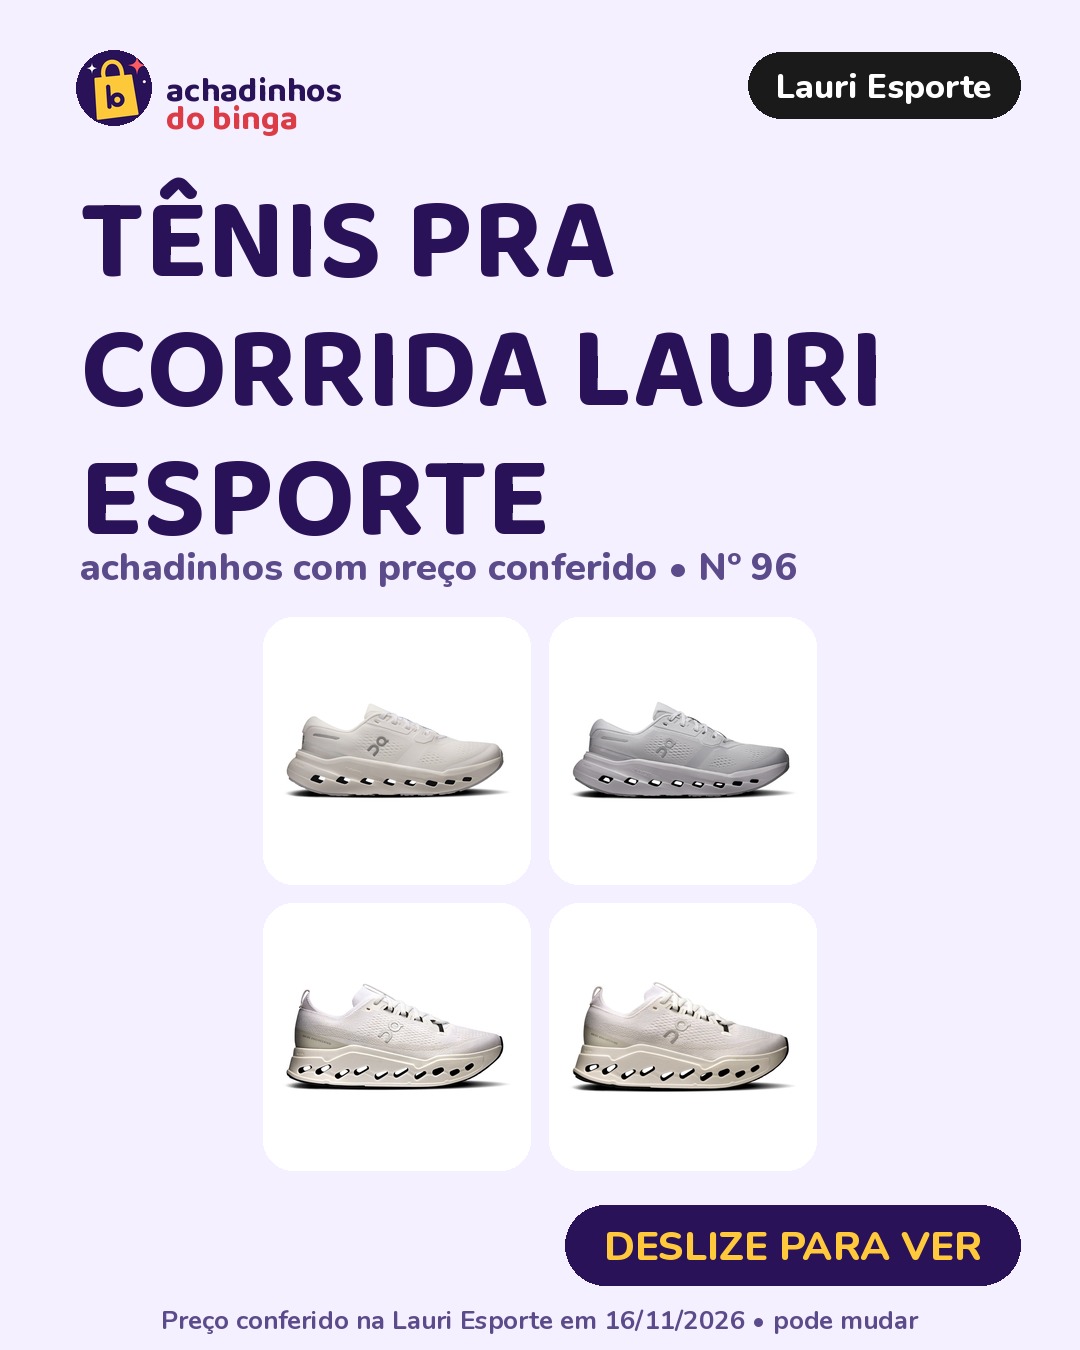 achadinhos
do binga
Lauri Esporte
TÊNIS PRA
CORRIDA LAURI
ESPORTE
achadinhos com preço conferido • Nº 96
DESLIZE PARA VER
Preço conferido na Lauri Esporte em 16/11/2026 • pode mudar